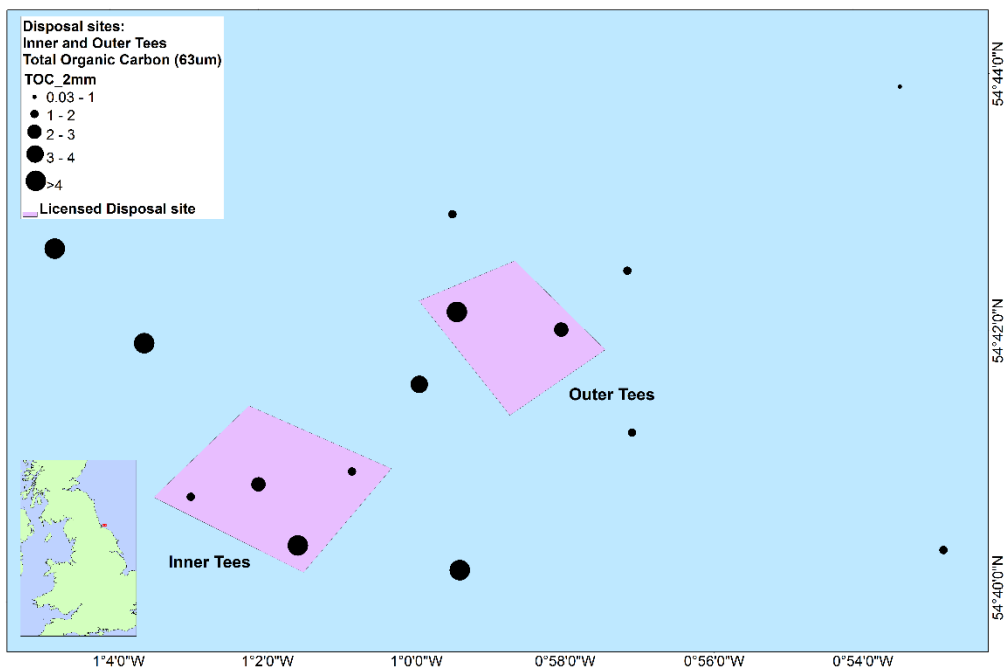 Disposal sites:
Inner and Outer Tees
Total Organic Carbon (63um)
TOC_2mm
0.03 - 1
1 - 2
2 - 3
3 - 4
>4
Licensed Disposal site
54°44'0"N
54°42'0"N
Outer Tees
Inner Tees
54°40'0"N
1°4'0"W 1°2'0"W 1°0'0"W 0°58'0"W 0°56'0"W 0°54'0"W